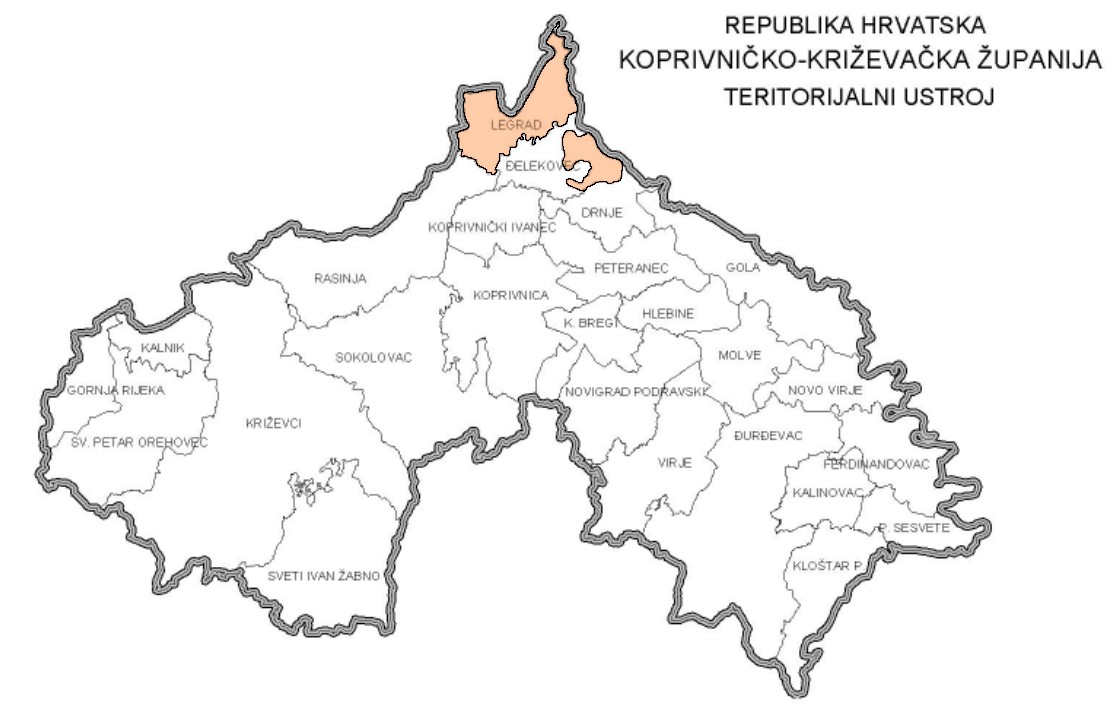 REPUBLIKA HRVATSKA
KOPRIVNIČKO-KRIŽEVAČKA ŽUPANIJA
TERITORIJALNI USTROJ
LEGRAD
ĐELEKOVEC
DRNJE
KOPRIVNIČKI IVANEC
PETERANEC
GOLA
RASINJA
KOPRIVNICA
HLEBINE
K. BREGI
KALNIK
SOKOLOVAC
MOLVE
GORNJA RIJEKA
NOVIGRAD PODRAVSKI
NOVO VIRJE
KRIŽEVCI
ĐURĐEVAC
SV. PETAR OREHOVEC
VIRJE
FERDINANDOVAC
KALINOVAC
P. SESVETE
KLOŠTAR P.
SVETI IVAN ŽABNO